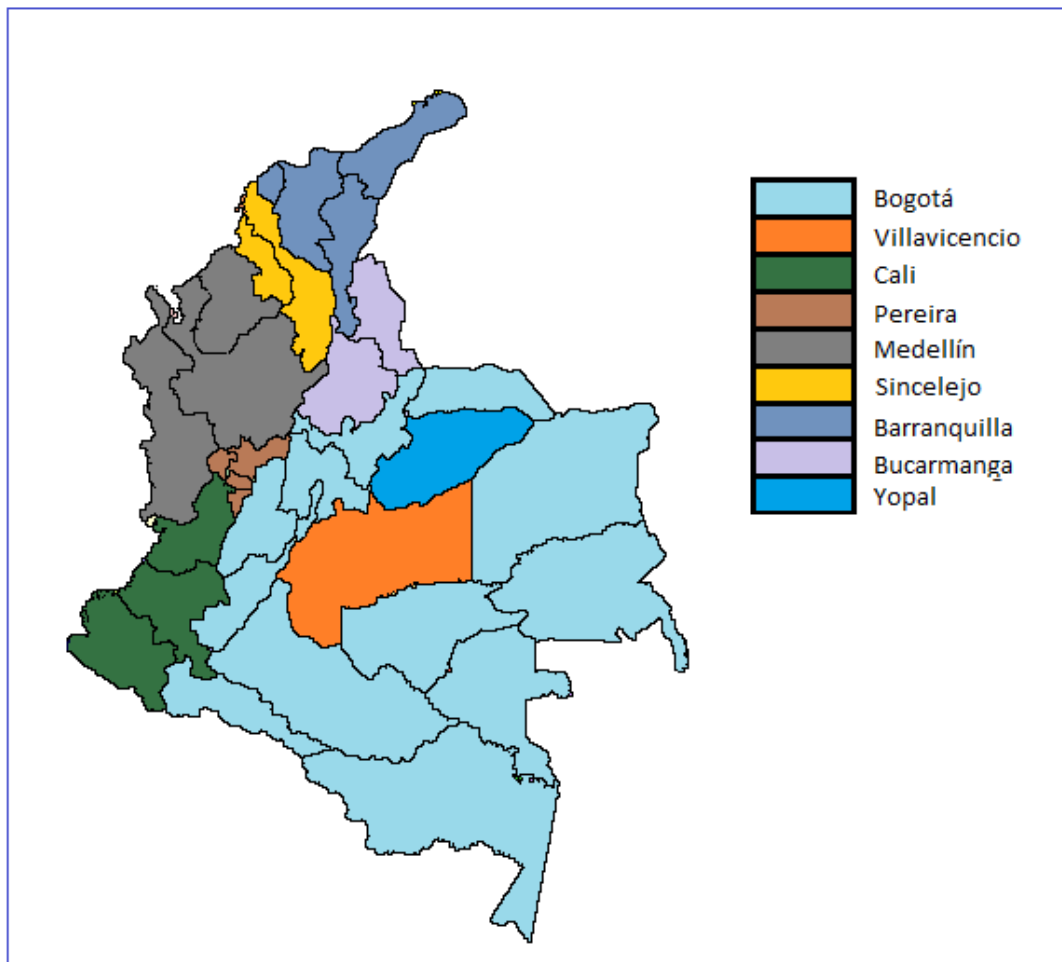 Bogotá
Villavicencio
Cali
Pereira
Medellín
Sincelejo
Barranquilla
Bucarmanga
Yopal